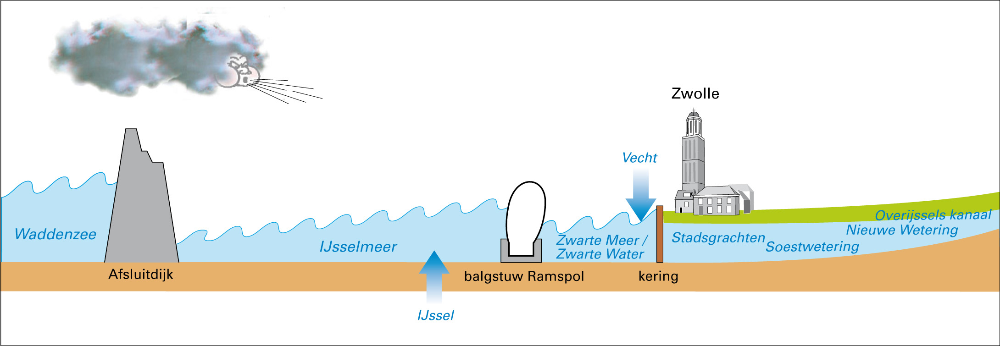 Zwolle
Vecht
Waddenzee
IJsselmeer
Zwarte Meer /
Zwarte Water
Stadsgrachten
Soestwetering
Nieuwe Wetering
Overijssels kanaal
Afsluitdijk
balgstuw Ramspol
kering
IJssel